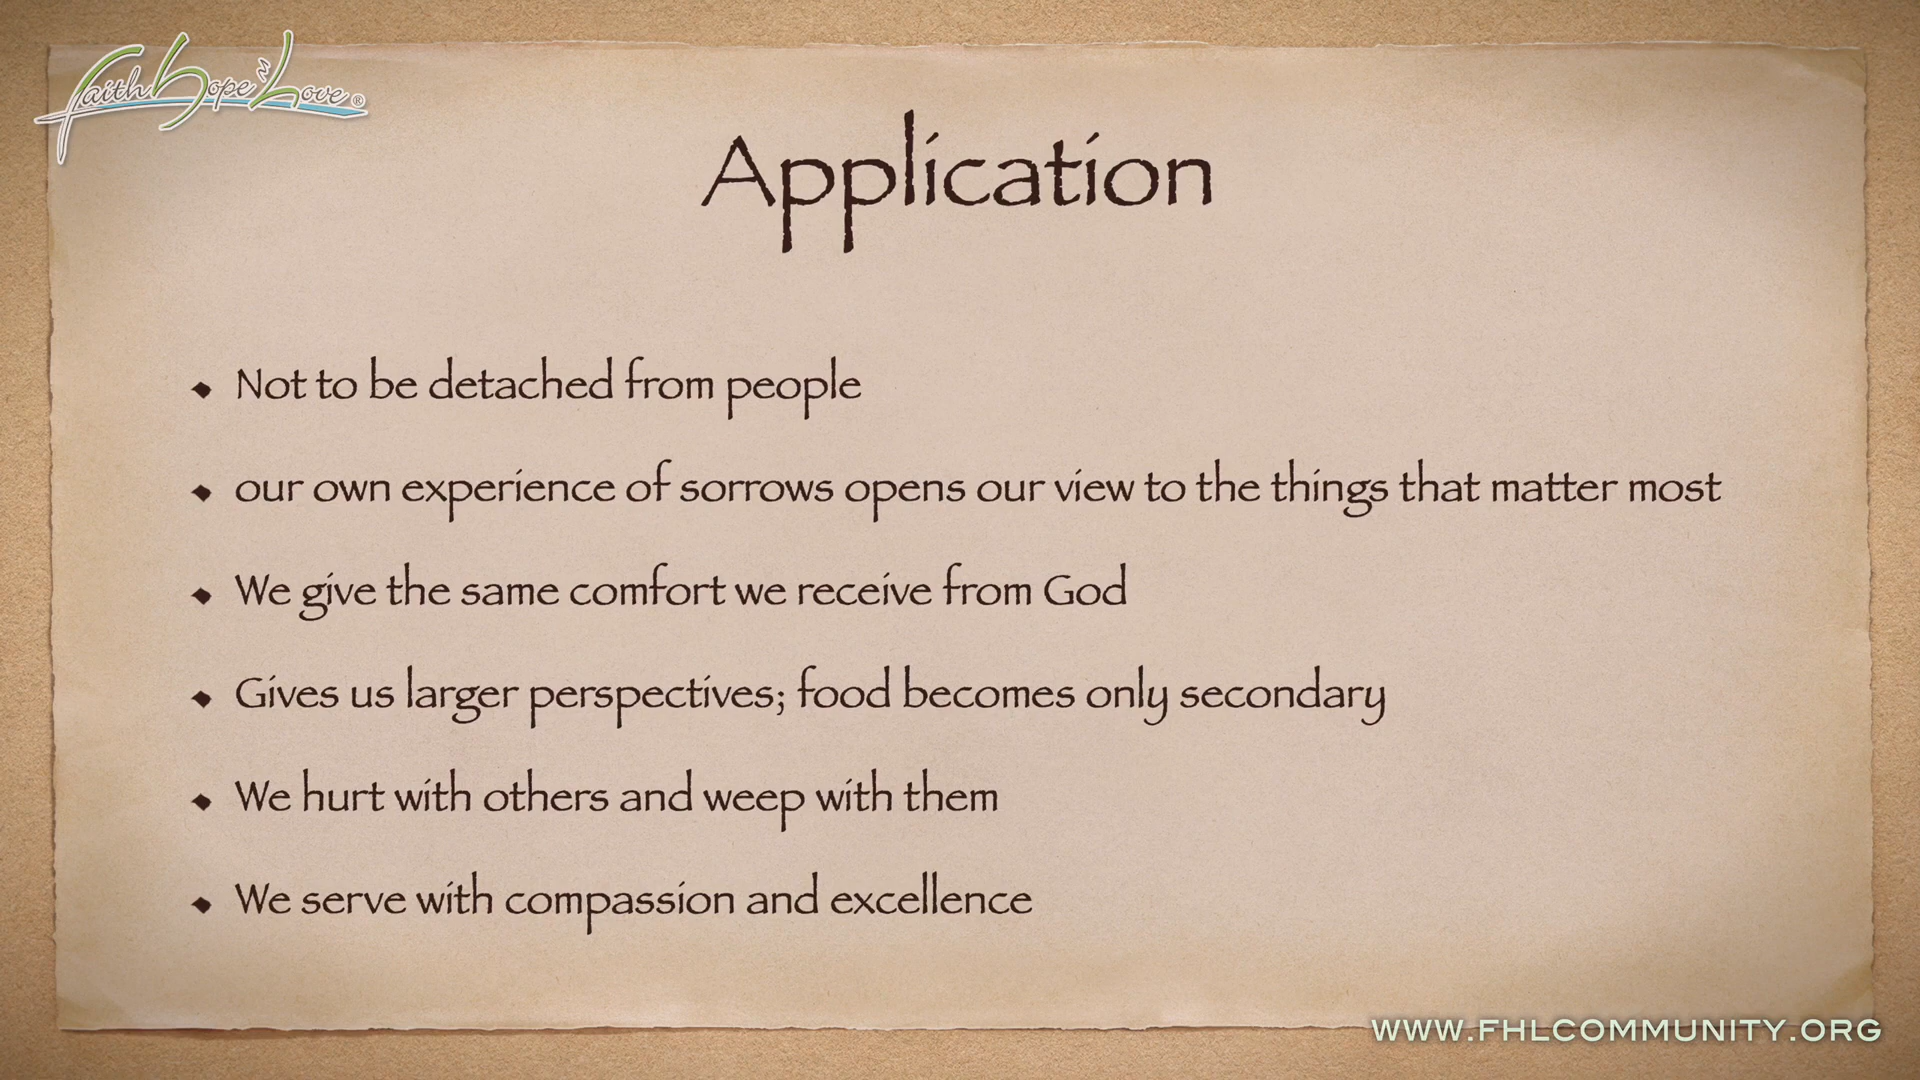 Faith Hope & Love ®
Application
Not to be detached from people
our own experience of sorrows opens our view to the things that matter most
We give the same comfort we receive from God
Gives us larger perspectives; food becomes only secondary
We hurt with others and weep with them
We serve with compassion and excellence
WWW.FHLCOMMUNITY.ORG